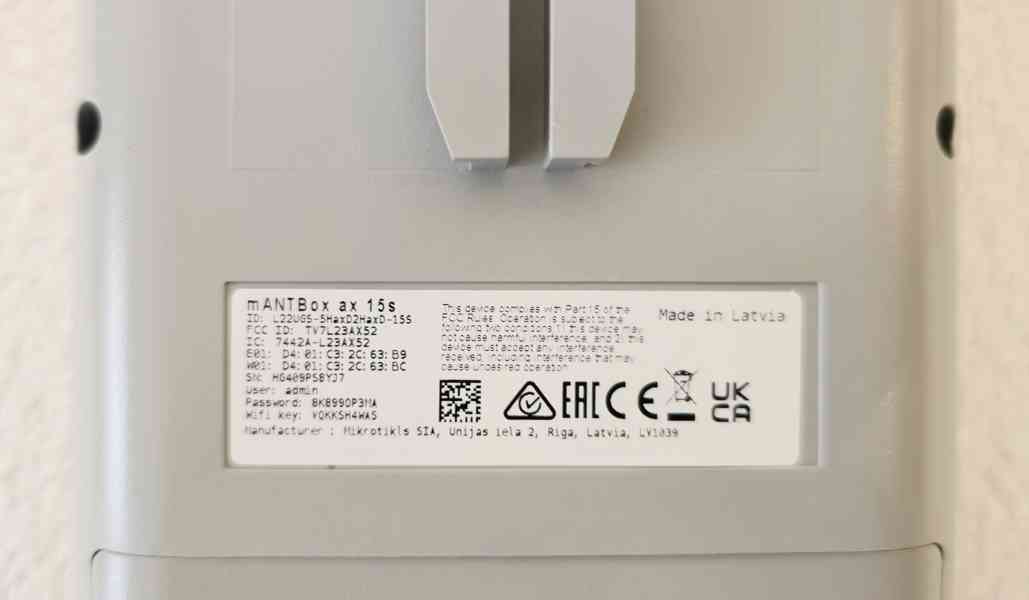 mANTBox ax 15s
ID: L22UGS-5HaxD2HaxD-15S
FCC ID: TV7L23AX52
IC: 7442A-L23AX52
E01: D4:01:C3:2C:63:B9
W01: D4:01:C3:2C:63:BC
SN: HG409PS8YJ7
User: admin
Password: 8K899OP3MA
Wifi key: VQKKSH4WAS
This device complies with Part 15 of the
FCC Rules. Operation is subject to the
following two conditions: 1) this device may
not cause harmful interference, and 2) this
device must accept any interference
received, including interference that may
cause undesired operation
Made in Latvia
EAC CE
UK
CA
Manufacturer : Mikrotikls SIA, Unijas iela 2, Riga, Latvia, LV1039